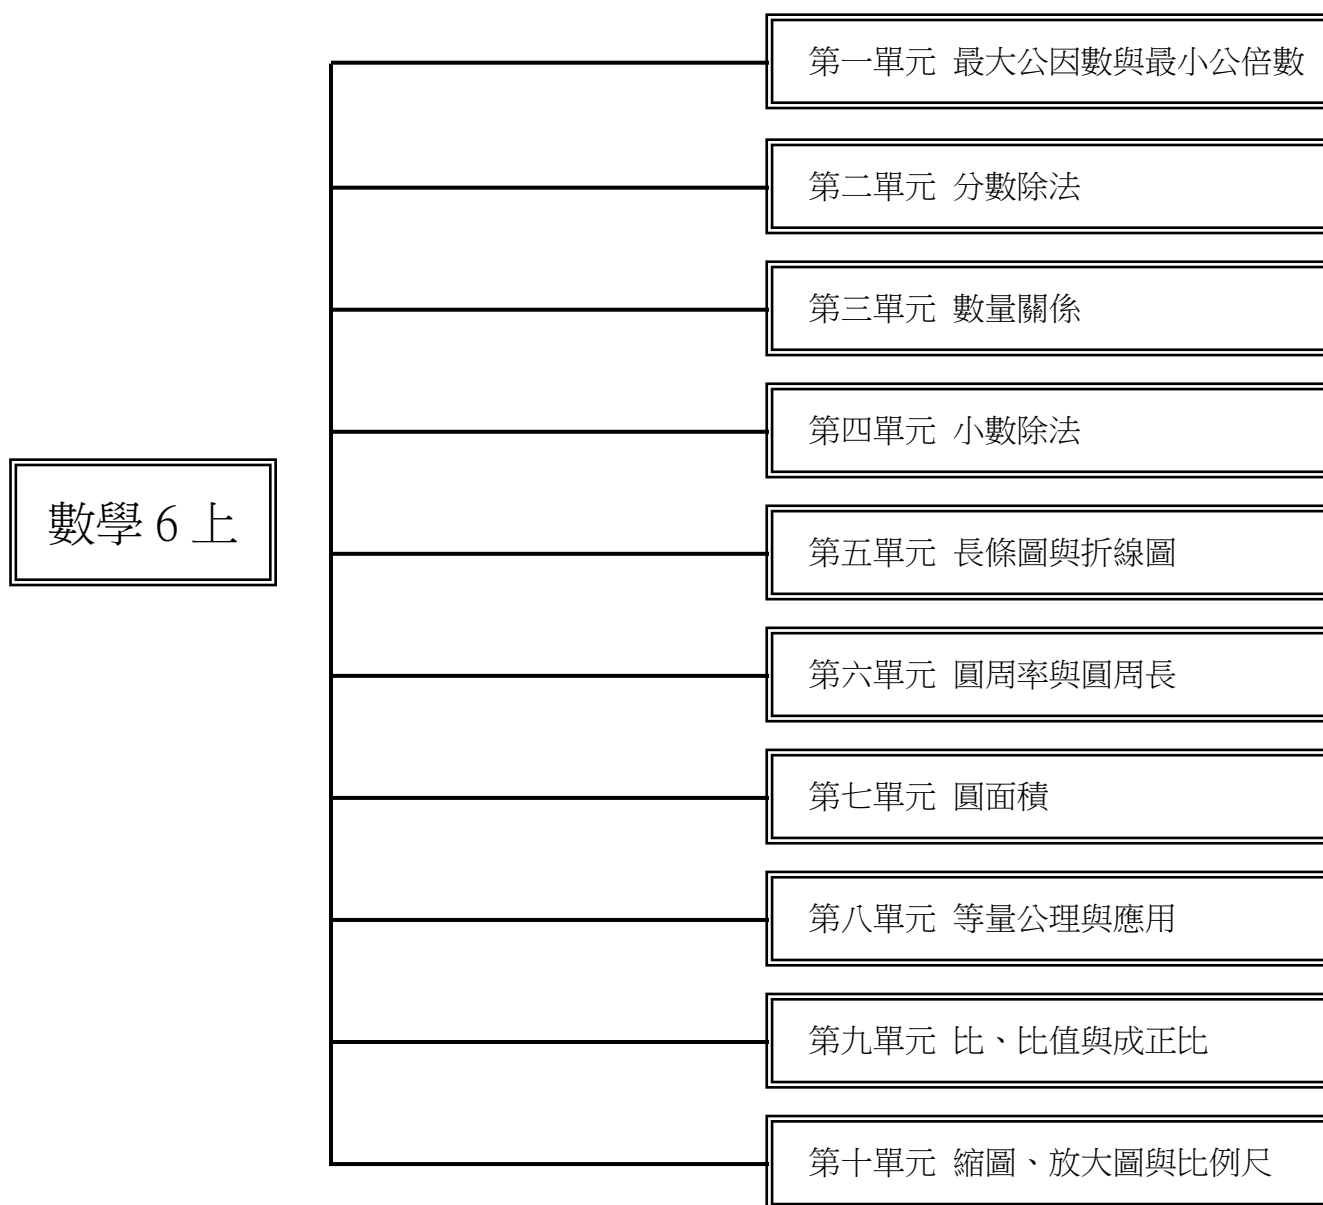 第一單元 最大公因數與最小公倍數
第二單元 分數除法
第三單元 數量關係
第四單元 小數除法
數學 6 上
第五單元 長條圖與折線圖
第六單元 圓周率與圓周長
第七單元 圓面積
第八單元 等量公理與應用
第九單元 比、比值與成正比
第十單元 縮圖、放大圖與比例尺